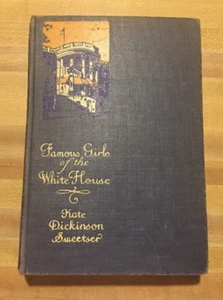 Famous Girls
of the
White House
Kate
Dickinson
Sweetser